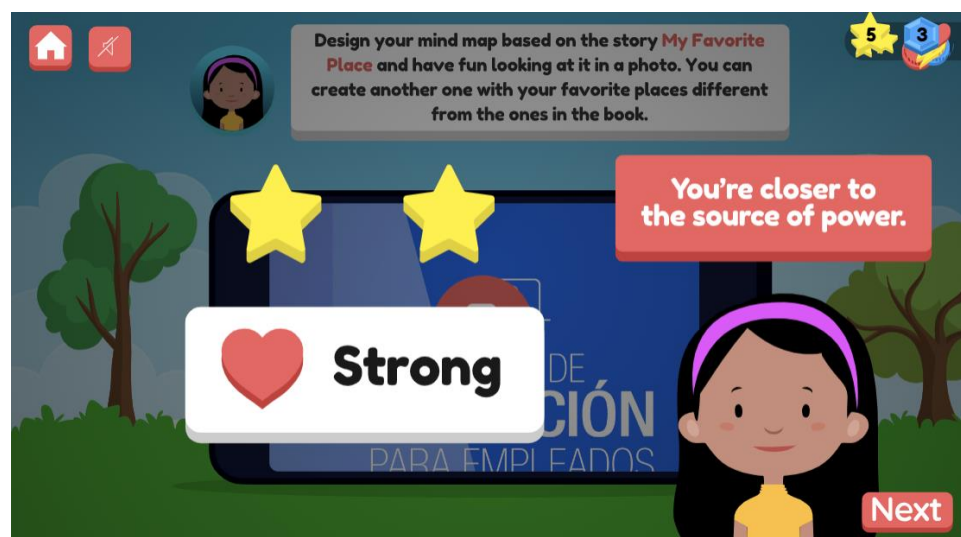 Design your mind map based on the story My Favorite
Place and have fun looking at it in a photo. You can
create another one with your favorite places different
from the ones in the book.
5
3
You're closer to
the source of power.
Strong
DE
CIÓN
PARA EMPLEADOS
Next